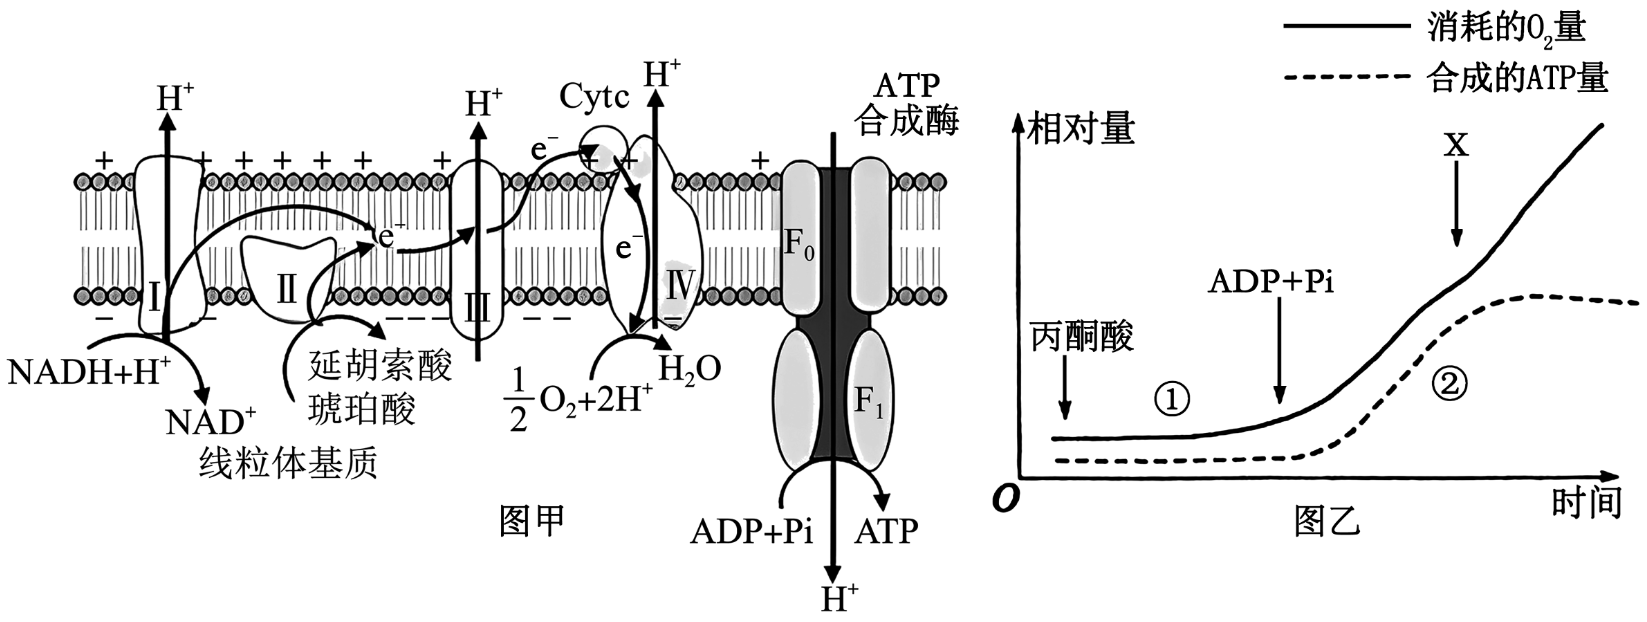 H⁺
H⁺
Cytc
H⁺
ATP
合成酶
e⁻
e⁻
e⁻
F₀
Ⅰ
Ⅱ
Ⅲ
Ⅳ
NADH+H⁺
NAD⁺
延胡索酸
琥珀酸
线粒体基质
1/2 O₂+2H⁺
H₂O
F₁
ADP+Pi
ATP
H⁺
图甲
消耗的O₂量
合成的ATP量
相对量
X
ADP+Pi
丙酮酸
①
②
O
时间
图乙